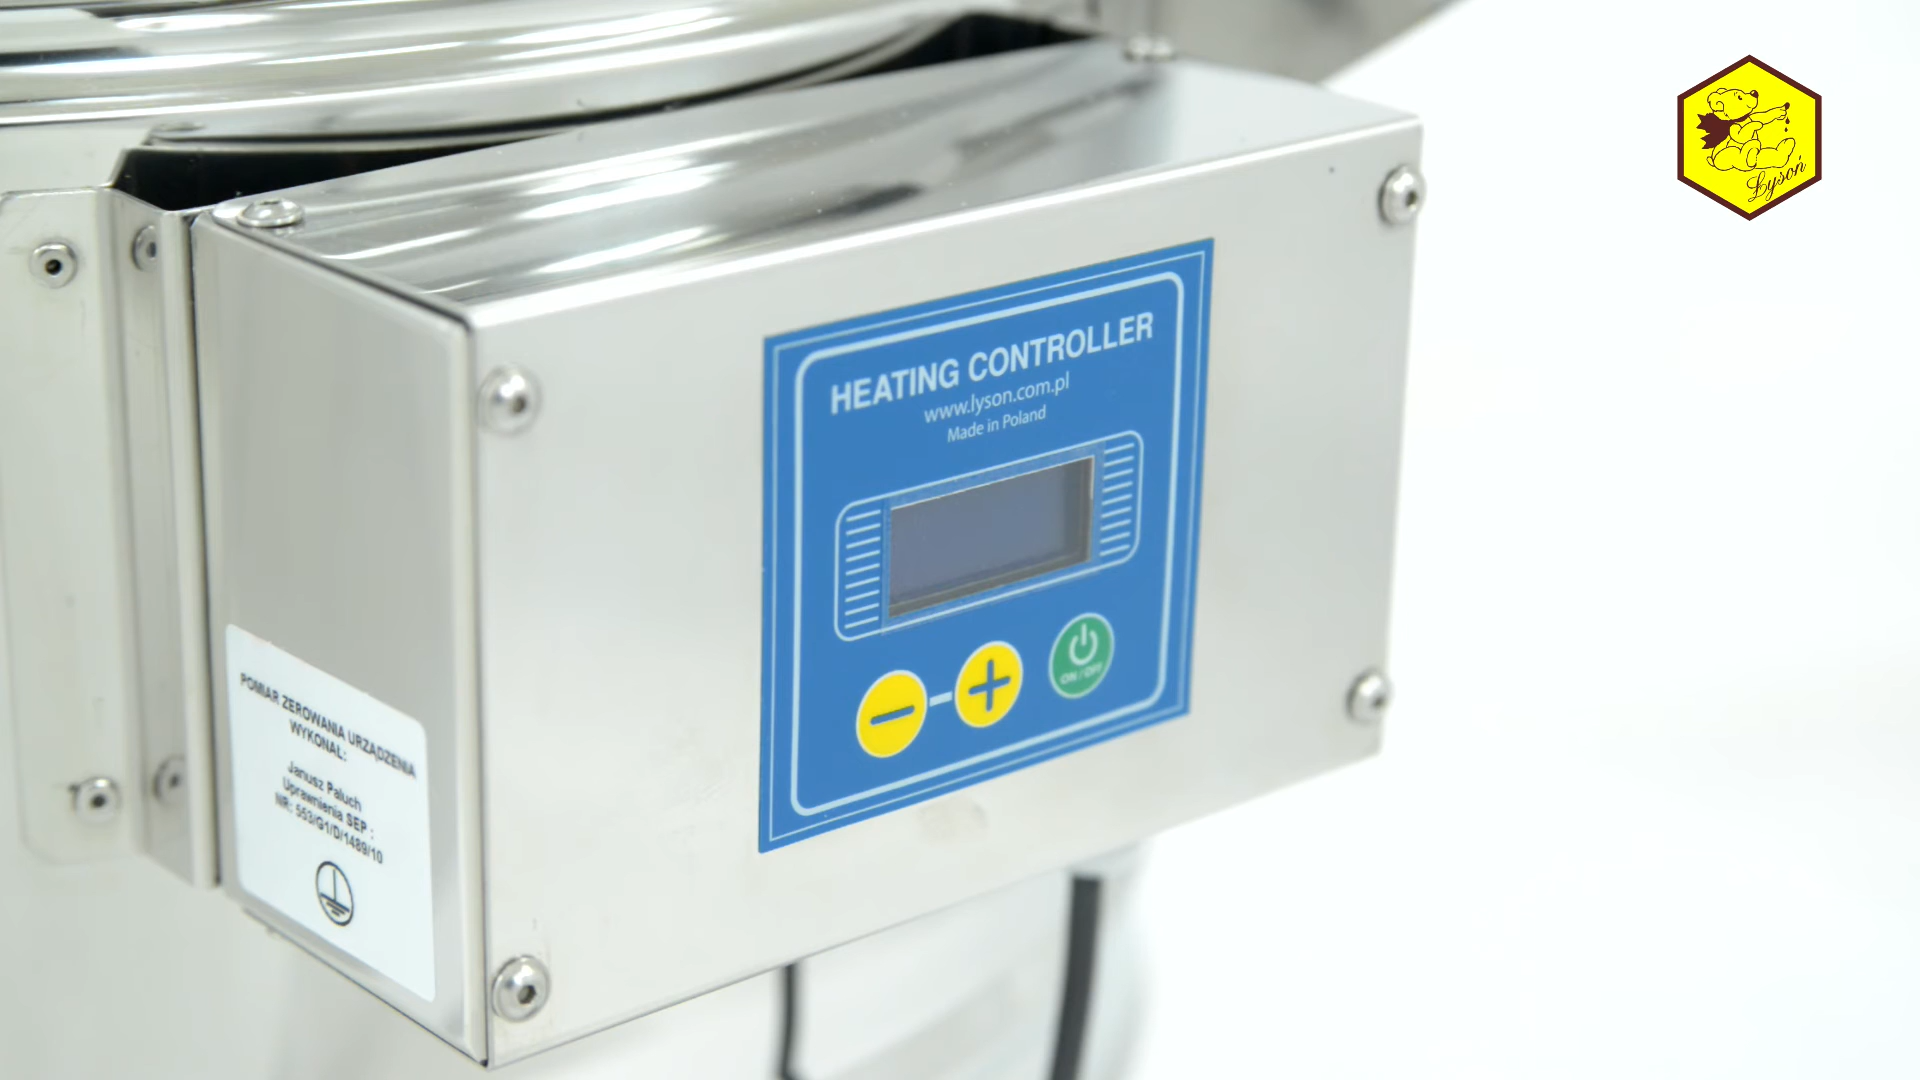 Łysoń
HEATING CONTROLLER
www.lyson.com.pl
Made in Poland
ON / OFF
POMIAR ZEROWANIA URZĄDZENIA
WYKONAŁ:
Janusz Paluch
Uprawnienia SEP :
NR: 553/G1/D/1489/10